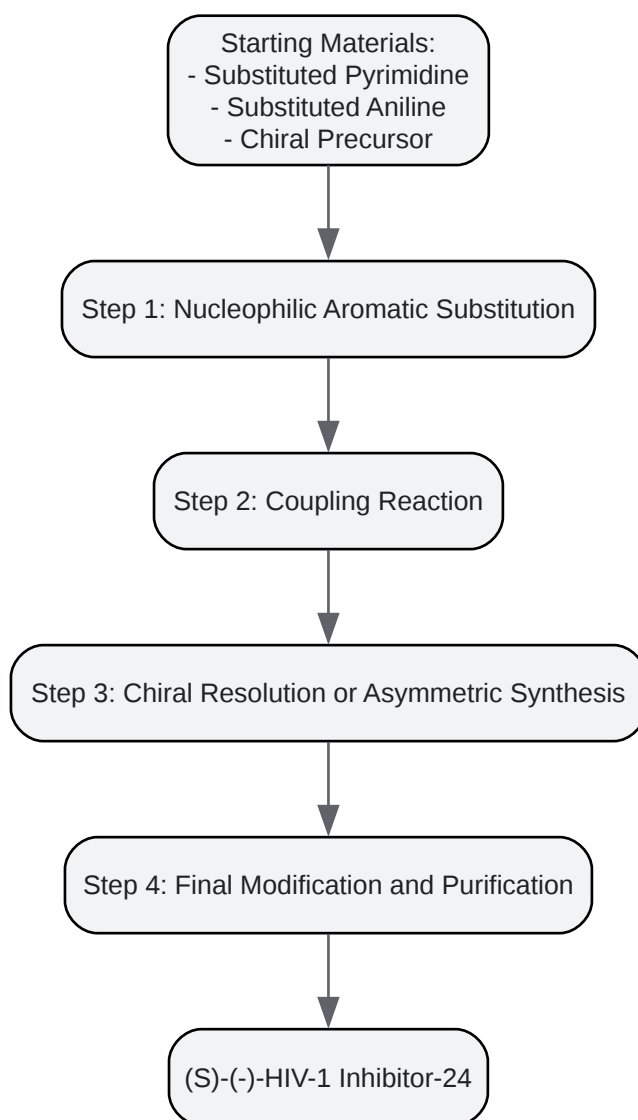 Starting Materials:
- Substituted Pyrimidine
- Substituted Aniline
- Chiral Precursor
Step 1: Nucleophilic Aromatic Substitution
Step 2: Coupling Reaction
Step 3: Chiral Resolution or Asymmetric Synthesis
Step 4: Final Modification and Purification
(S)-(-)-HIV-1 Inhibitor-24